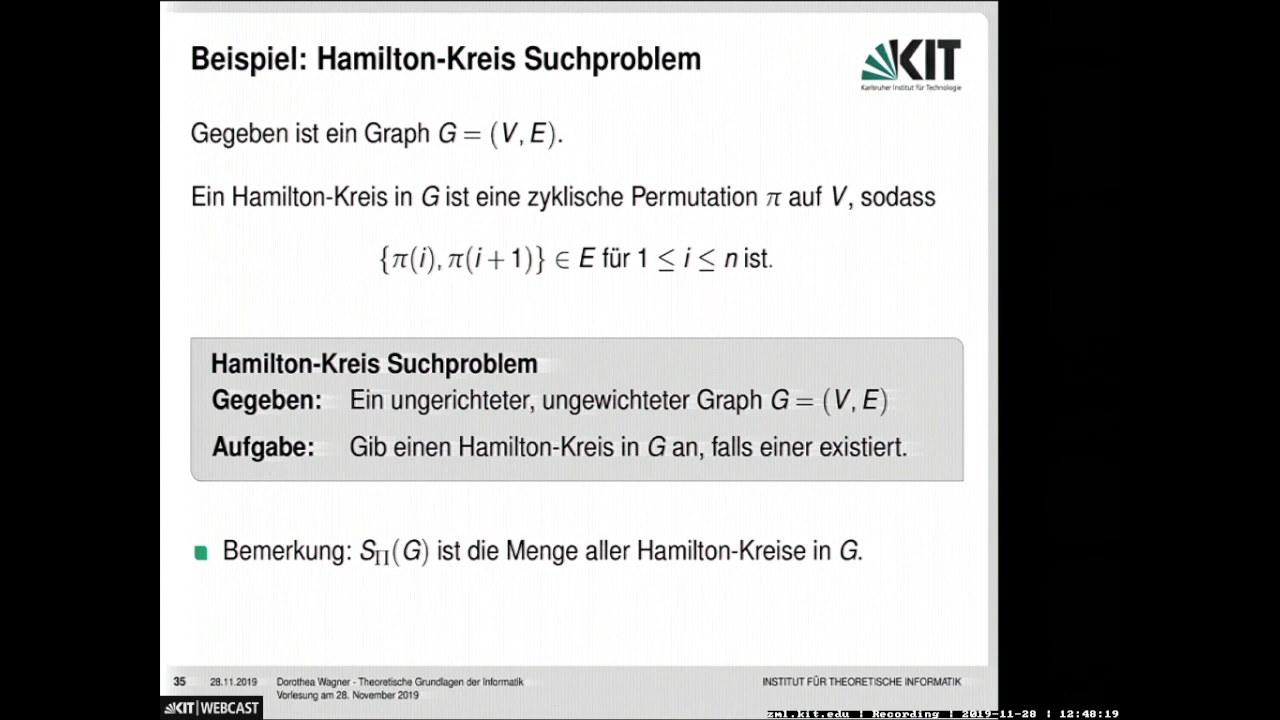 Beispiel: Hamilton-Kreis Suchproblem
KIT
Karlsruher Institut für Technologie
Gegeben ist ein Graph G = (V, E).
Ein Hamilton-Kreis in G ist eine zyklische Permutation π auf V, sodass
{π(i), π(i + 1)} ∈ E für 1 ≤ i ≤ n ist.
Hamilton-Kreis Suchproblem
Gegeben: Ein ungerichteter, ungewichteter Graph G = (V, E)
Aufgabe: Gib einen Hamilton-Kreis in G an, falls einer existiert.
Bemerkung: S_Π(G) ist die Menge aller Hamilton-Kreise in G.
35 28.11.2019 Dorothea Wagner - Theoretische Grundlagen der Informatik
Vorlesung am 28. November 2019
INSTITUT FÜR THEORETISCHE INFORMATIK
KIT|WEBCAST
zml.kit.edu | Recording | 2019-11-28 | 12:48:19